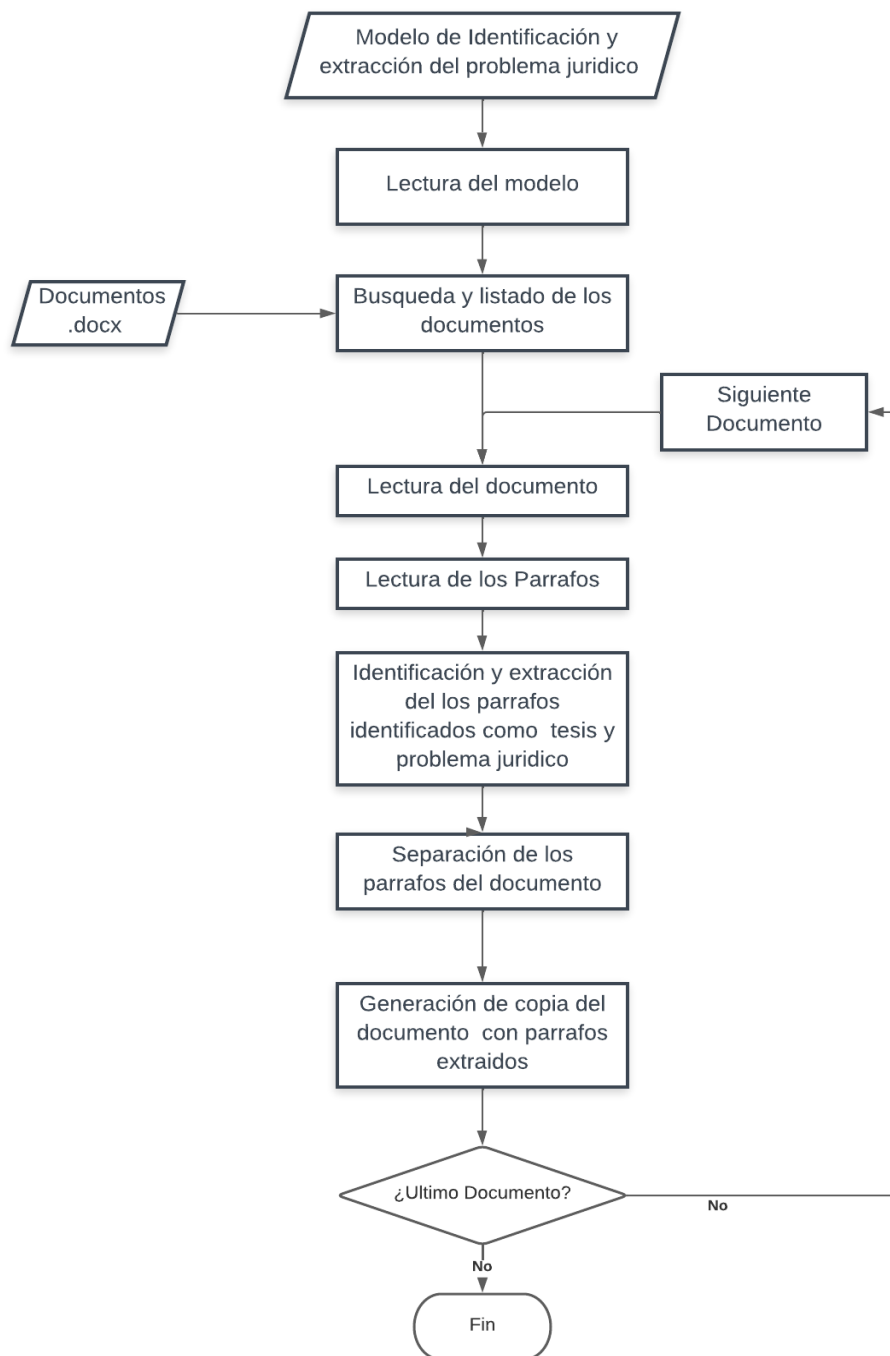 Modelo de Identificación y
extracción del problema juridico
Lectura del modelo
Documentos
.docx
Busqueda y listado de los
documentos
Siguiente
Documento
Lectura del documento
Lectura de los Parrafos
Identificación y extracción
del los parrafos
identificados como  tesis y
problema juridico
Separación de los
parrafos del documento
Generación de copia del
documento  con parrafos
extraidos
¿Ultimo Documento?
No
No
Fin